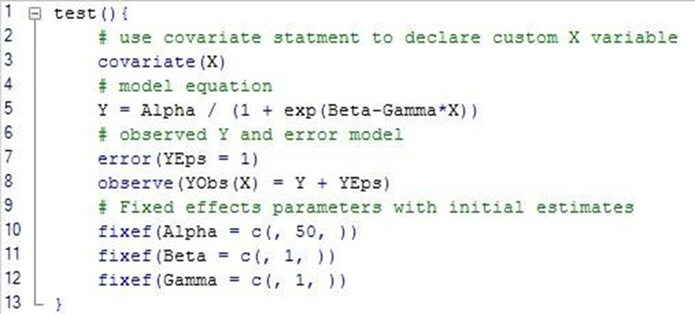 1 test(){
2 # use covariate statment to declare custom X variable
3 covariate(X)
4 # model equation
5 Y = Alpha / (1 + exp(Beta-Gamma*X))
6 # observed Y and error model
7 error(YEps = 1)
8 observe(YObs(X) = Y + YEps)
9 # Fixed effects parameters with initial estimates
10 fixef(Alpha = c(, 50, ))
11 fixef(Beta = c(, 1, ))
12 fixef(Gamma = c(, 1, ))
13 }